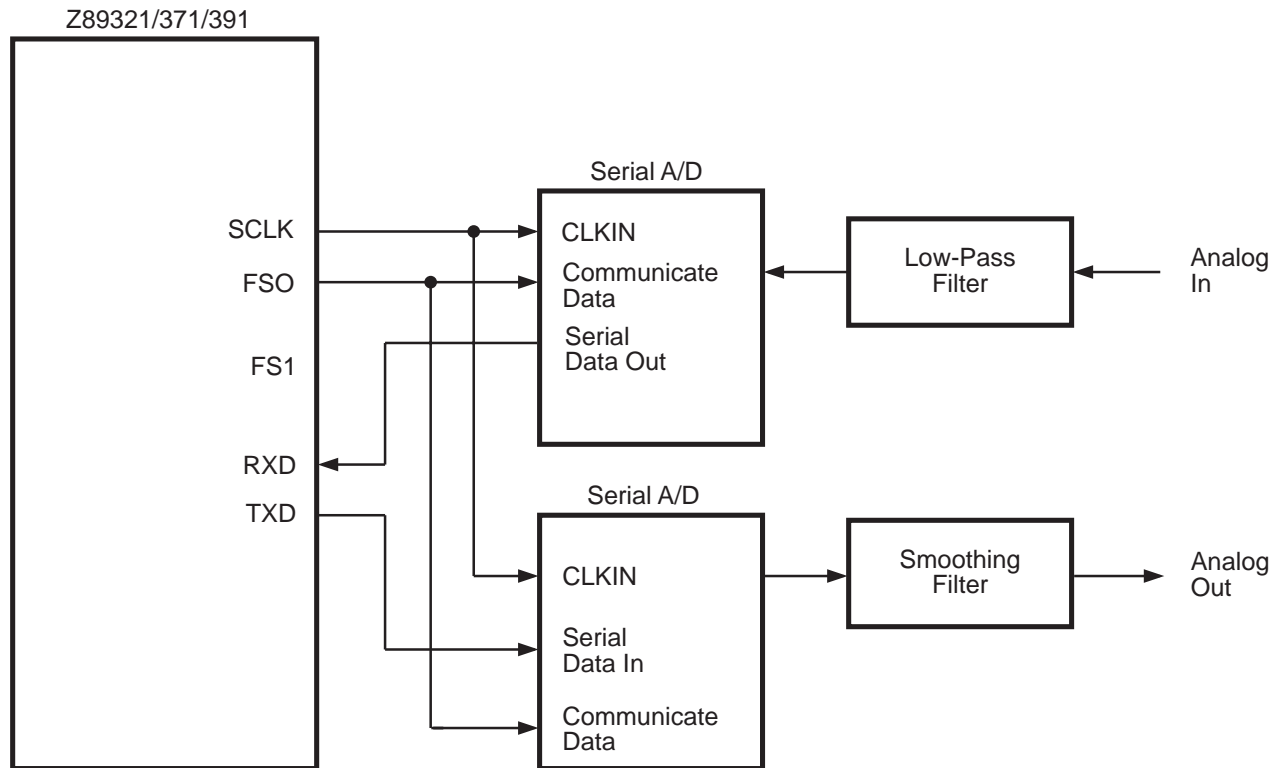 Z89321/371/391
SCLK
FSO
FS1
RXD
TXD
Serial A/D
CLKIN
Communicate
Data
Serial
Data Out
Low-Pass
Filter
Analog
In
Serial A/D
CLKIN
Serial
Data In
Communicate
Data
Smoothing
Filter
Analog
Out